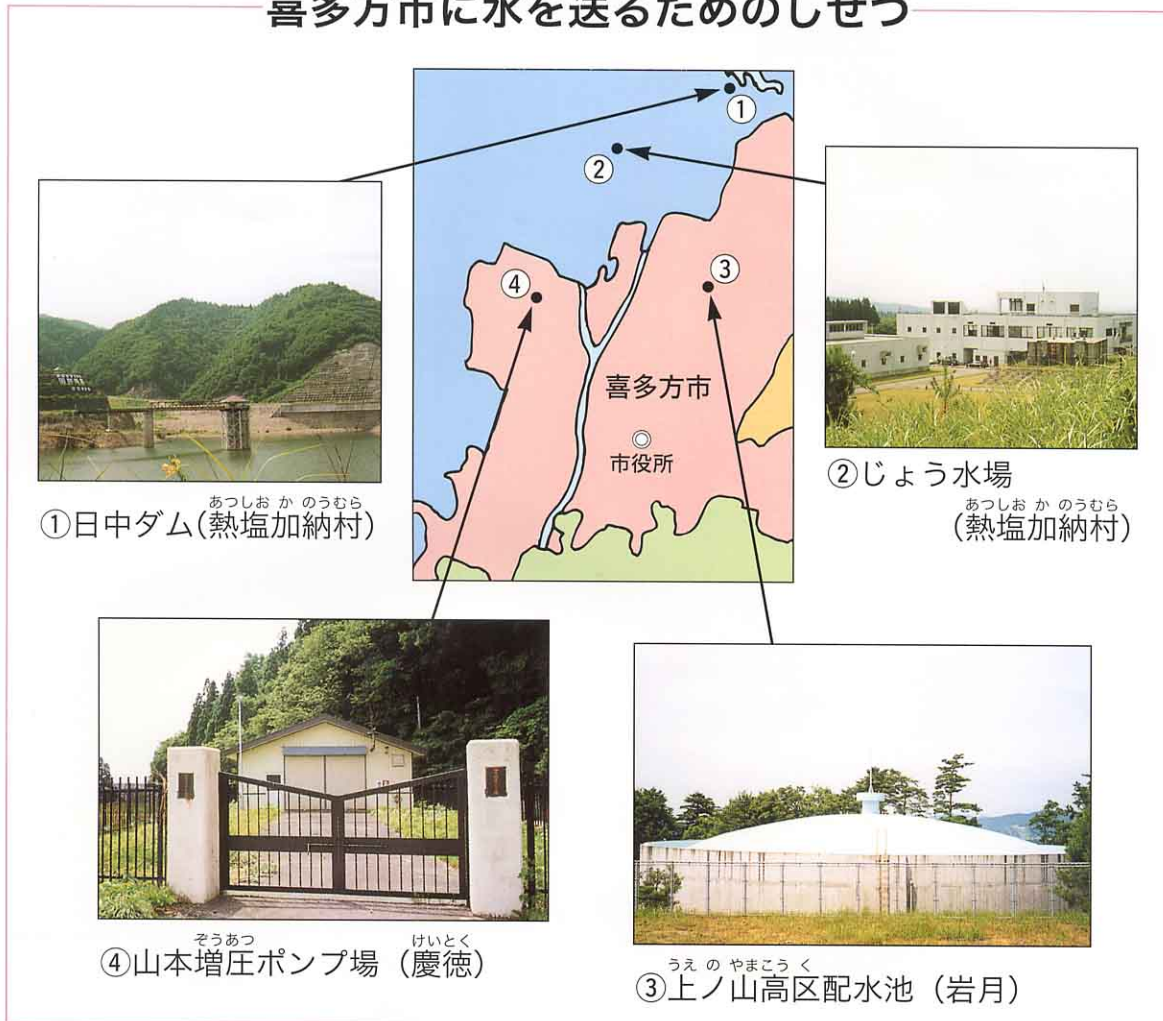 喜多方市に水を送るためのしせつ
①
②
③
④
喜多方市
市役所
あつしおかのうむら
①日中ダム(熱塩加納村)
②じょう水場
あつしおかのうむら
(熱塩加納村)
ぞうあつ けいとく
④山本増圧ポンプ場(慶徳)
うえのやまこうく
③上ノ山高区配水池(岩月)